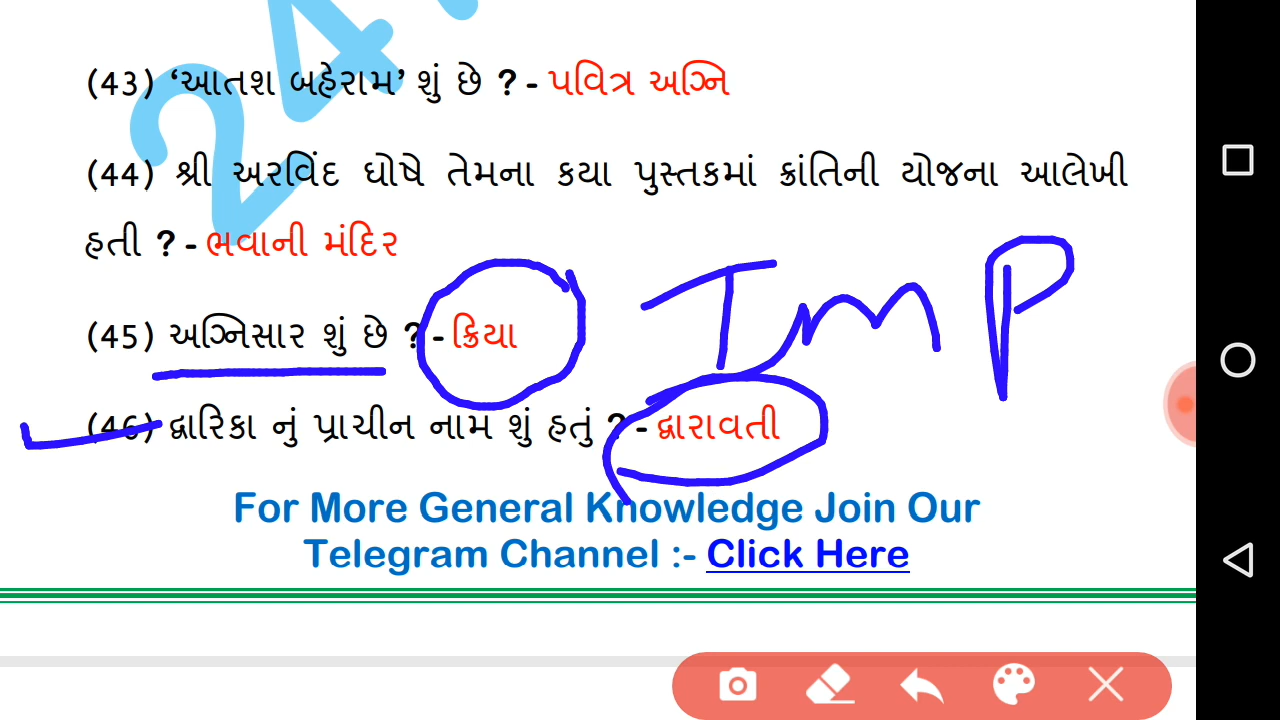 (43) ‘આતશ બહેરામ’ શું છે ? - પવિત્ર અગ્નિ
(44) શ્રી અરવિંદ ઘોષે તેમના કયા પુસ્તકમાં ક્રાંતિની યોજના આલેખી
હતી ? - ભવાની મંદિર
(45) અગ્નિસાર શું છે ? - ક્રિયા
ImP
(46) દ્વારિકા નું પ્રાચીન નામ શું હતું ? - દ્વારાવતી
For More General Knowledge Join Our
Telegram Channel :- Click Here